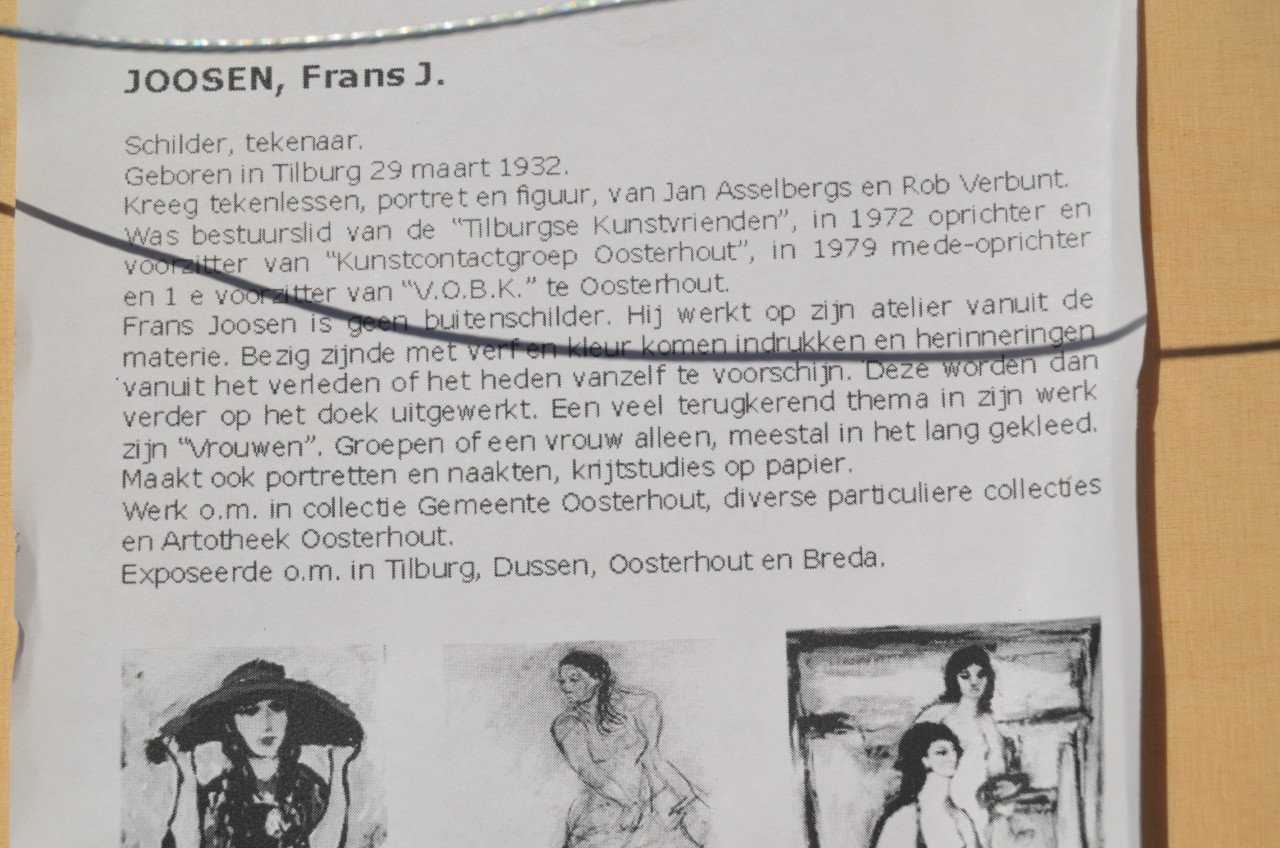 JOOSEN, Frans J.
Schilder, tekenaar.
Geboren in Tilburg 29 maart 1932.
Kreeg tekenlessen, portret en figuur, van Jan Asselbergs en Rob Verbunt.
Was bestuurslid van de "Tilburgse Kunstvrienden", in 1972 oprichter en
voorzitter van "Kunstcontactgroep Oosterhout", in 1979 mede-oprichter
en 1 e voorzitter van "V.O.B.K." te Oosterhout.
Frans Joosen is geen buitenschilder. Hij werkt op zijn atelier vanuit de
materie. Bezig zijnde met verf en kleur komen indrukken en herinneringen
vanuit het verleden of het heden vanzelf te voorschijn. Deze worden dan
verder op het doek uitgewerkt. Een veel terugkerend thema in zijn werk
zijn "Vrouwen". Groepen of een vrouw alleen, meestal in het lang gekleed.
Maakt ook portretten en naakten, krijtstudies op papier.
Werk o.m. in collectie Gemeente Oosterhout, diverse particuliere collecties
en Artotheek Oosterhout.
Exposeerde o.m. in Tilburg, Dussen, Oosterhout en Breda.